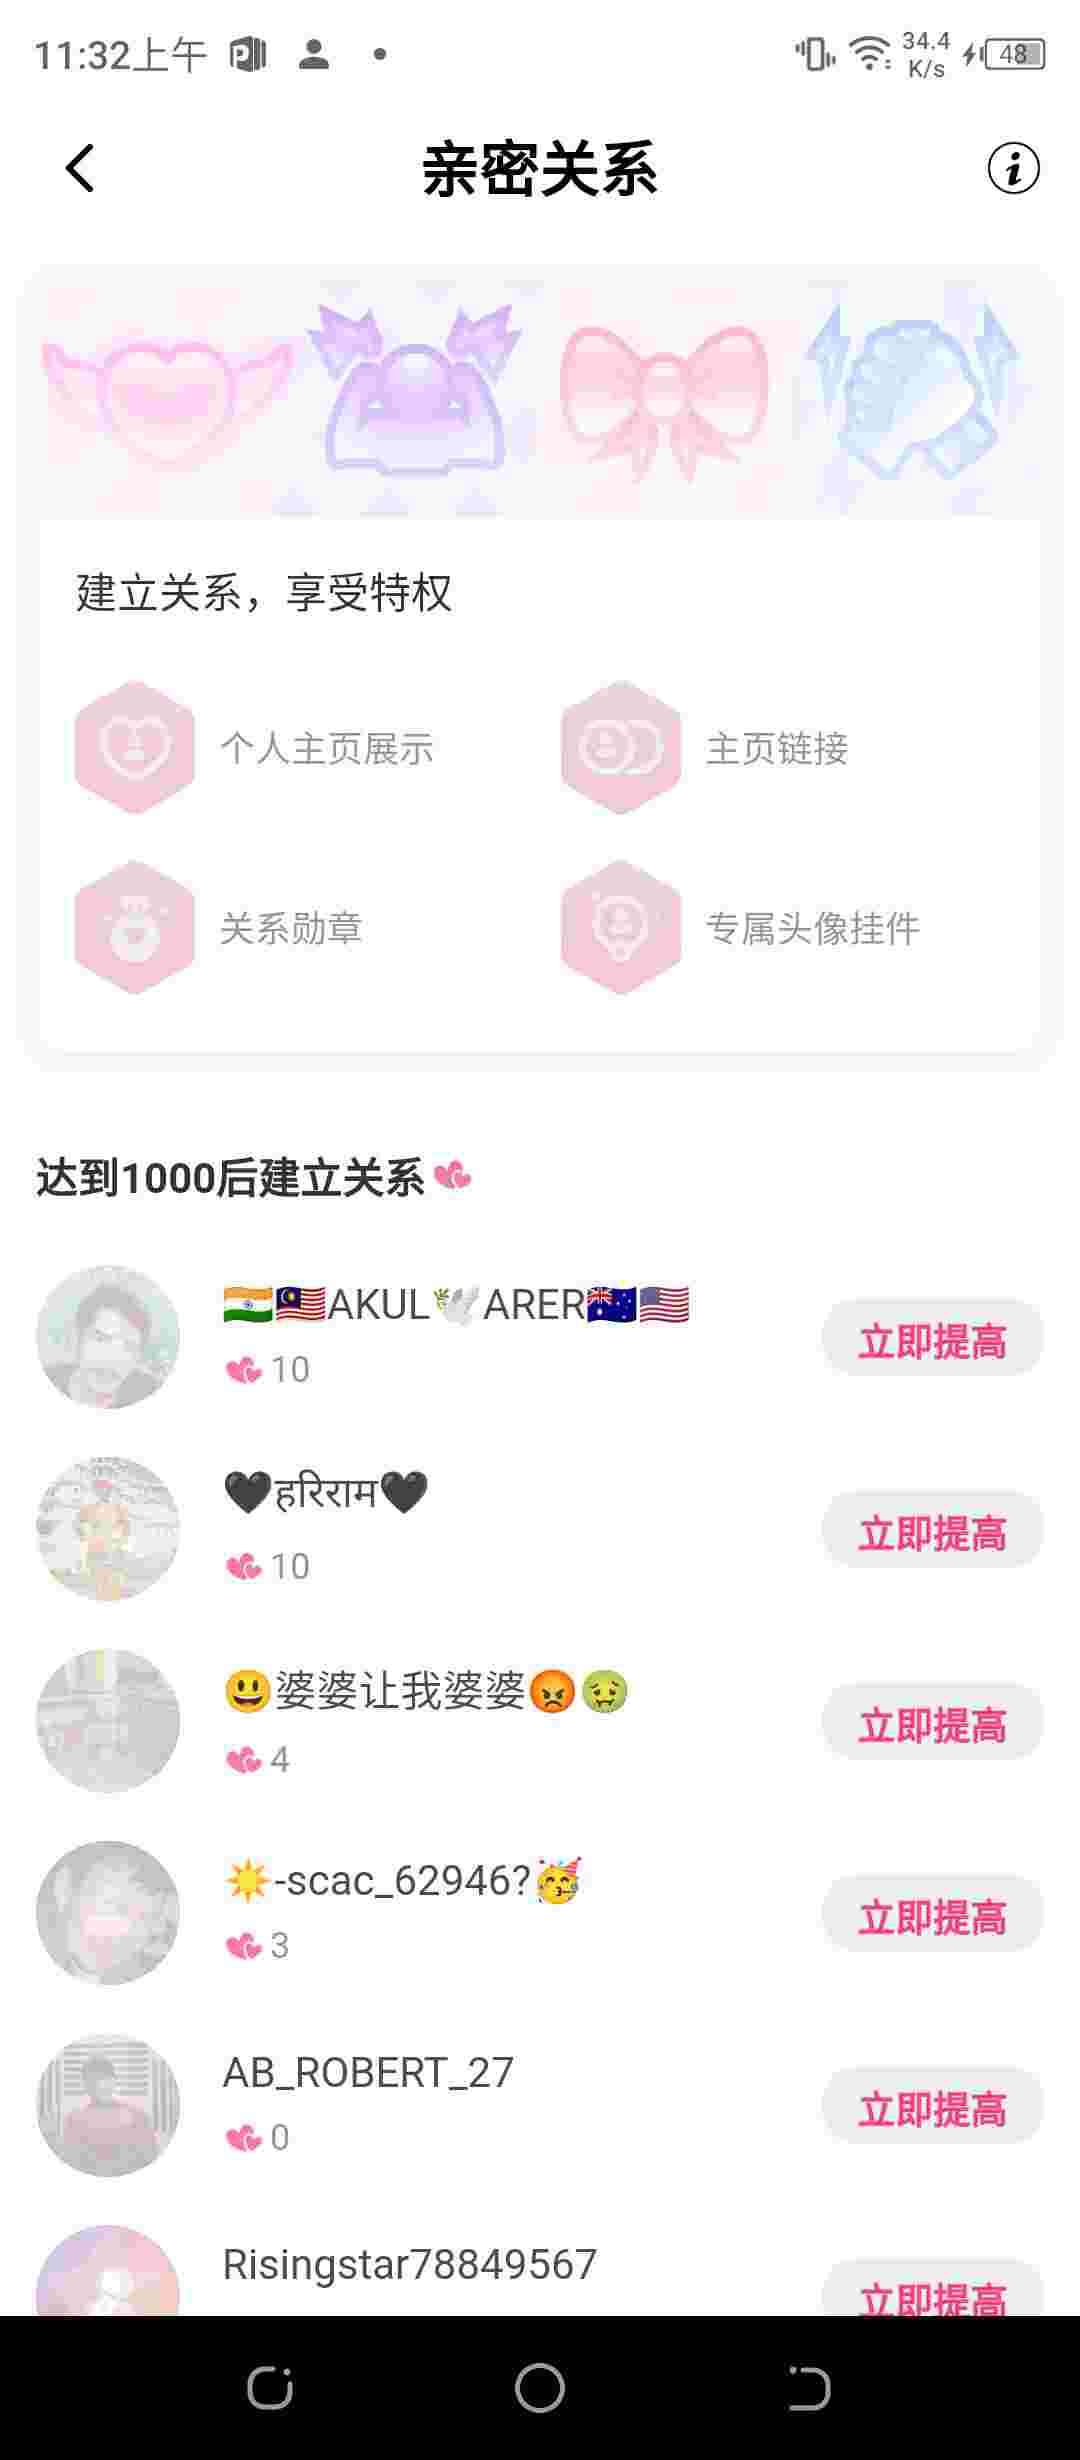 11:32上午
34.4
K/s
48
亲密关系
建立关系，享受特权
个人主页展示
主页链接
关系勋章
专属头像挂件
达到1000后建立关系💕
🇮🇳🇲🇾AKUL🕊️ARER🇦🇺🇺🇸
10
立即提高
🖤हरिराम🖤
10
立即提高
😃婆婆让我婆婆😡🤢
4
立即提高
☀️-scac_62946?🥳
3
立即提高
AB_ROBERT_27
0
立即提高
Risingstar78849567
立即提高